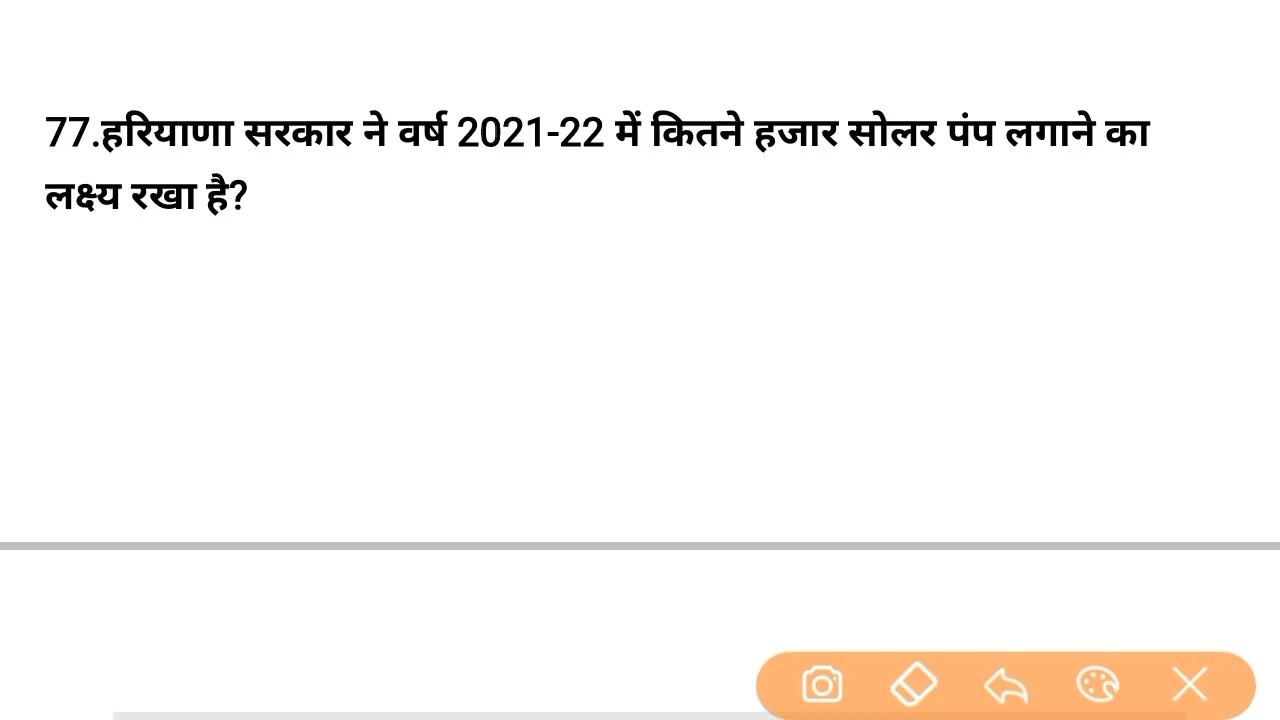 77.हरियाणा सरकार ने वर्ष 2021-22 में कितने हजार सोलर पंप लगाने का
लक्ष्य रखा है?